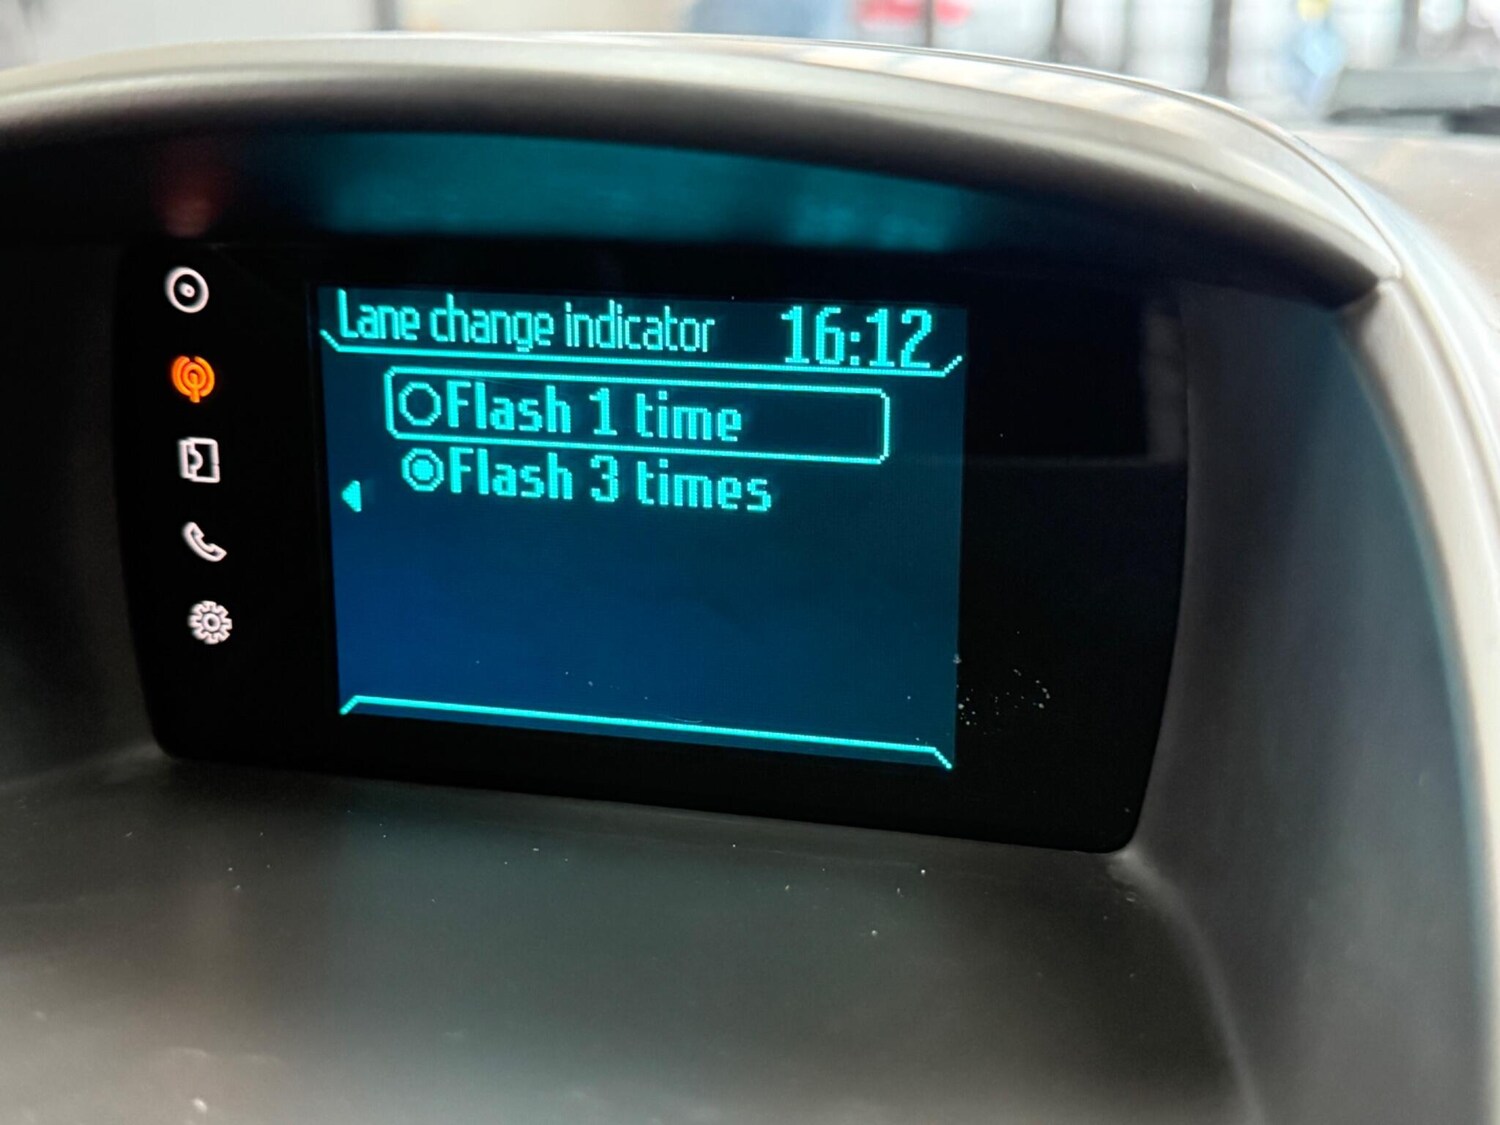 Lane change indicator 16:12
Flash 1 time
Flash 3 times